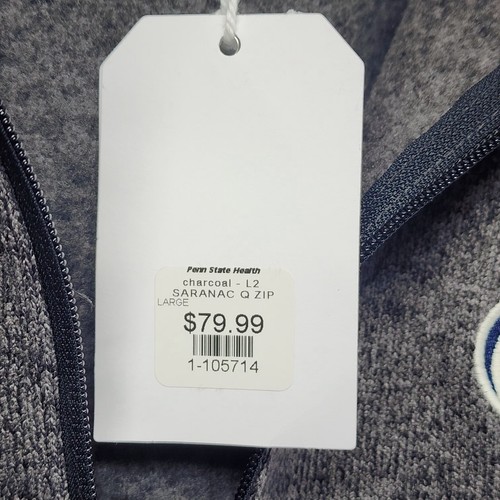 Penn State Health
charcoal - L2
SARANAC Q ZIP
LARGE
$79.99
1-105714